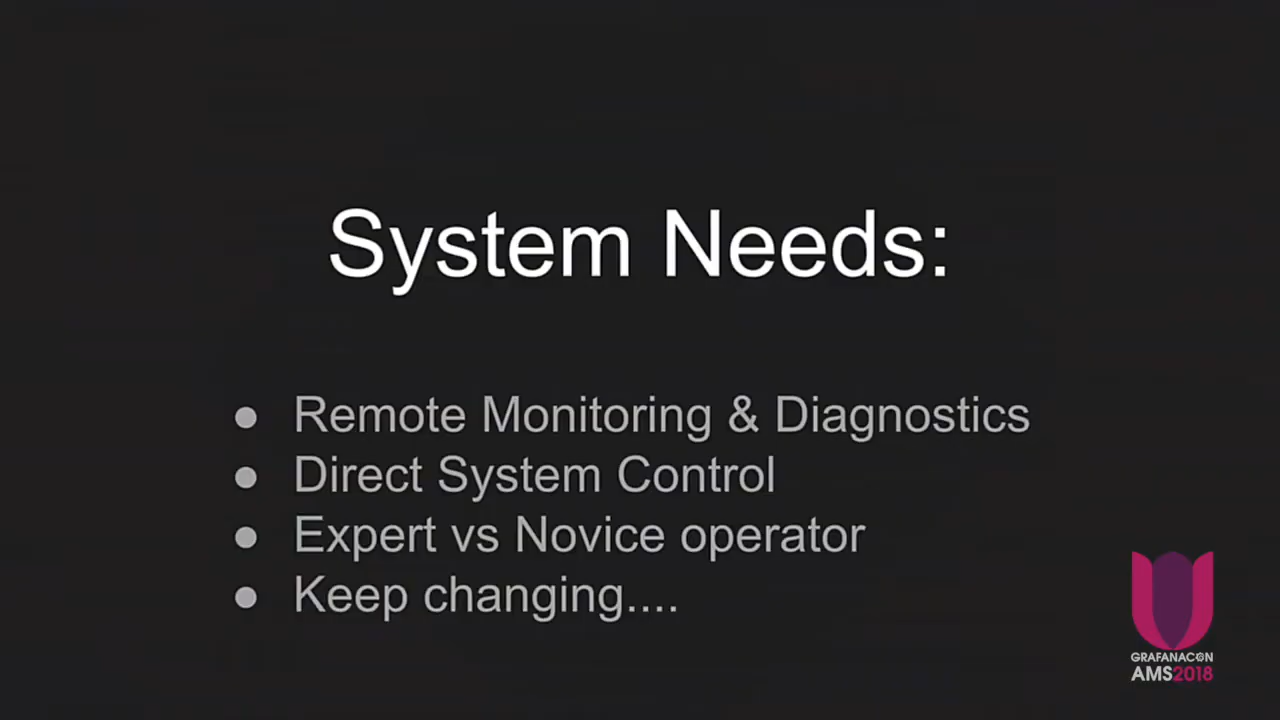 System Needs:
● Remote Monitoring & Diagnostics
● Direct System Control
● Expert vs Novice operator
● Keep changing....
GRAFANACON
AMS2018